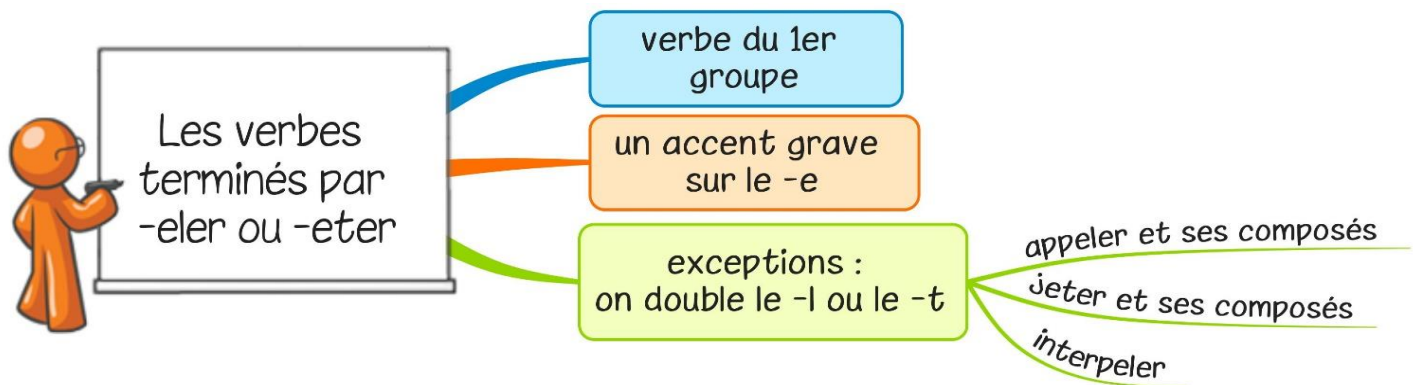 Les verbes
terminés par
-eler ou -eter
verbe du 1er
groupe
un accent grave
sur le -e
exceptions :
on double le -l ou le -t
appeler et ses composés
jeter et ses composés
interpeler